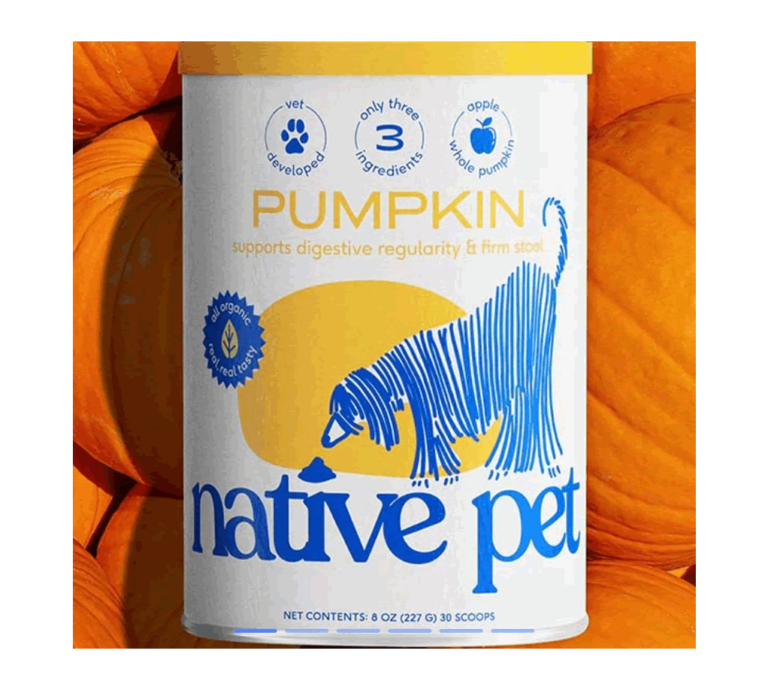 vet developed
only three 3 ingredients
apple whole pumpkin
PUMPKIN
supports digestive regularity & firm stool
all organic
real, real tasty
native pet
NET CONTENTS: 8 OZ (227 G) 30 SCOOPS